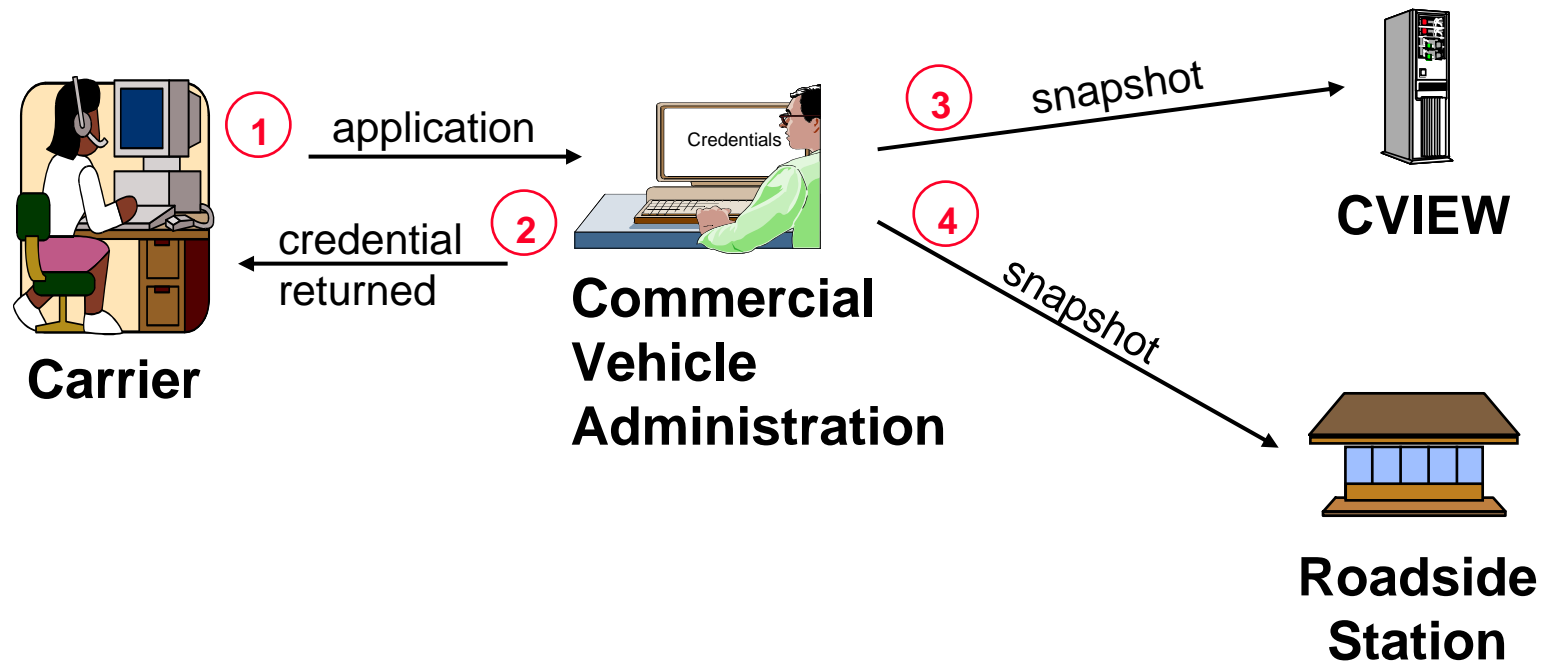 1
application
2
credential
returned
Carrier
Credentials
Commercial
Vehicle
Administration
3
snapshot
CVIEW
4
snapshot
Roadside
Station